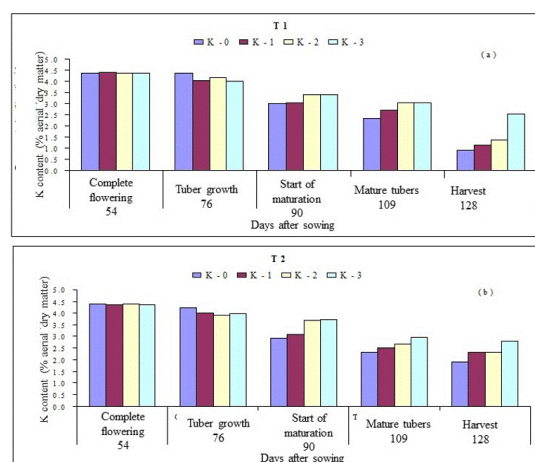 T 1
K - 0 K - 1 K - 2 K - 3
( a )
K content (% aerial dry matter)
5.0
4.5
4.0
3.5
3.0
2.5
2.0
1.5
1.0
0.5
0.0
Complete flowering Tuber growth Start of maturation Mature tubers Harvest
54 76 90 109 128
Days after sowing
T 2
K - 0 K - 1 K - 2 K - 3
( b )
K content (% aerial dry matter)
5.0
4.5
4.0
3.5
3.0
2.5
2.0
1.5
1.0
0.5
0.0
Complete flowering Tuber growth Start of maturation Mature tubers Harvest
54 76 90 109 128
Days after sowing